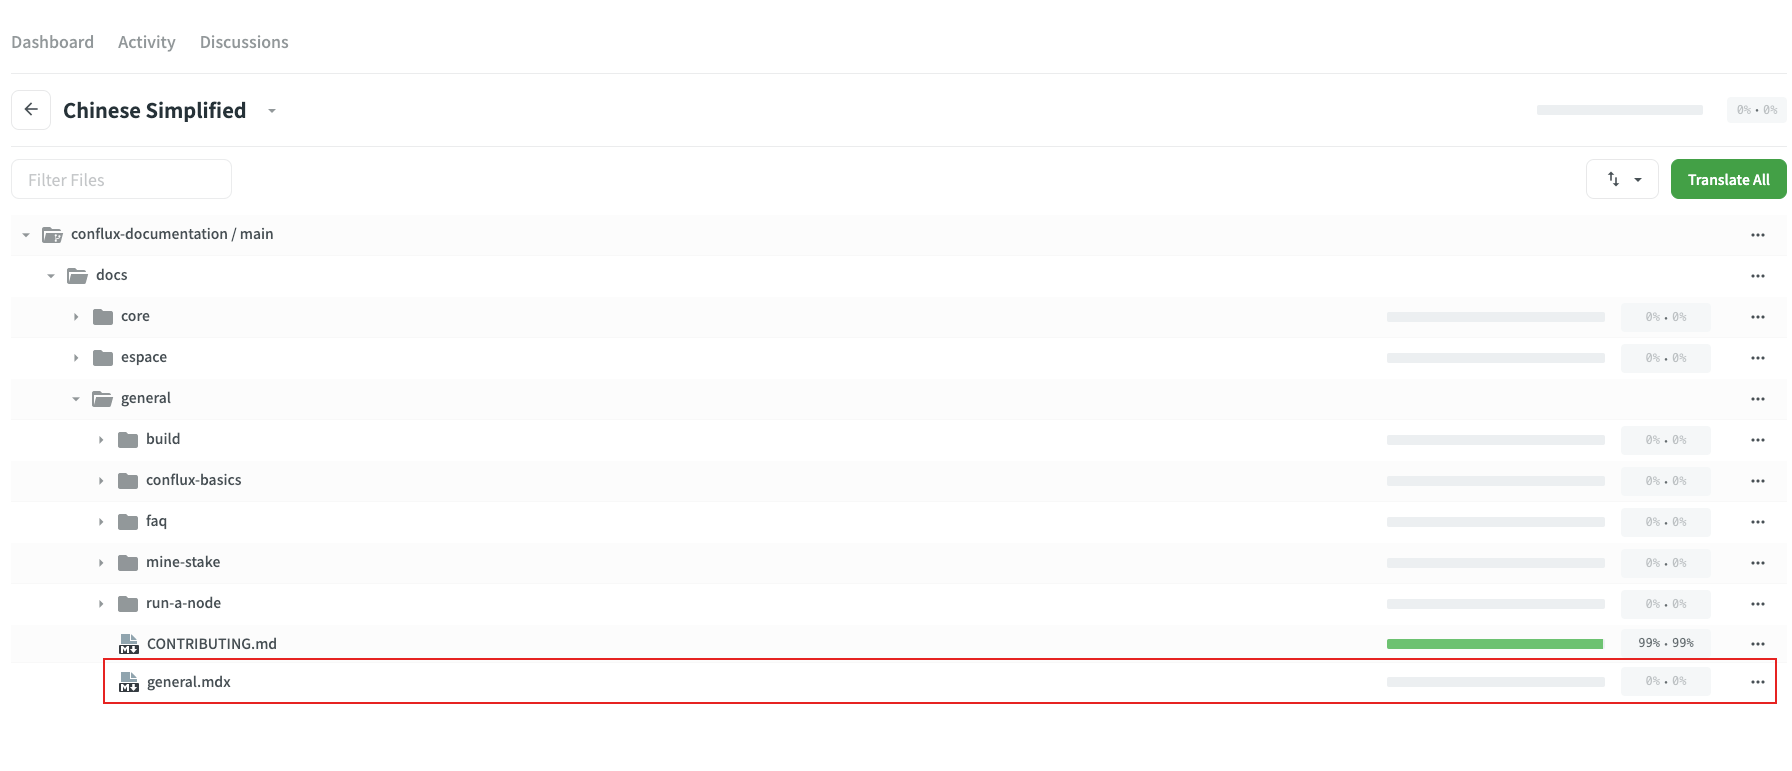 Dashboard Activity Discussions
Chinese Simplified 0% • 0%
Filter Files Translate All
conflux-documentation / main
docs
core 0% • 0%
espace 0% • 0%
general
build 0% • 0%
conflux-basics 0% • 0%
faq 0% • 0%
mine-stake 0% • 0%
run-a-node 0% • 0%
CONTRIBUTING.md 99% • 99%
general.mdx 0% • 0%